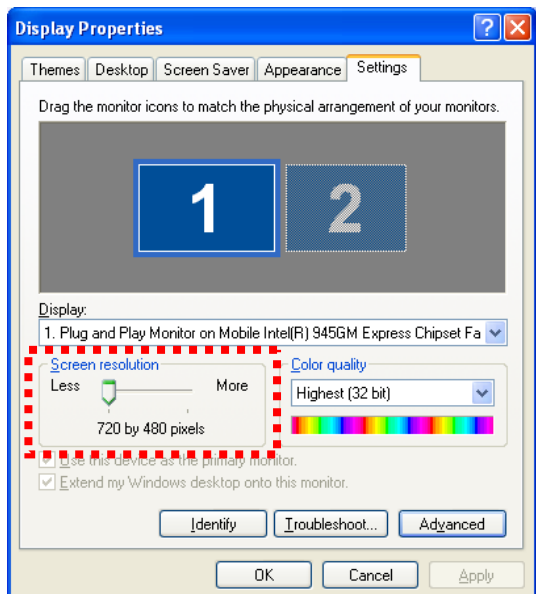 Display Properties
Themes Desktop Screen Saver Appearance Settings
Drag the monitor icons to match the physical arrangement of your monitors.
1 2
Display:
1. Plug and Play Monitor on Mobile Intel(R) 945GM Express Chipset Fa
Screen resolution
Less More
720 by 480 pixels
Color quality
Highest (32 bit)
Use this device as the primary monitor.
Extend my Windows desktop onto this monitor.
Identify Troubleshoot... Advanced
OK Cancel Apply